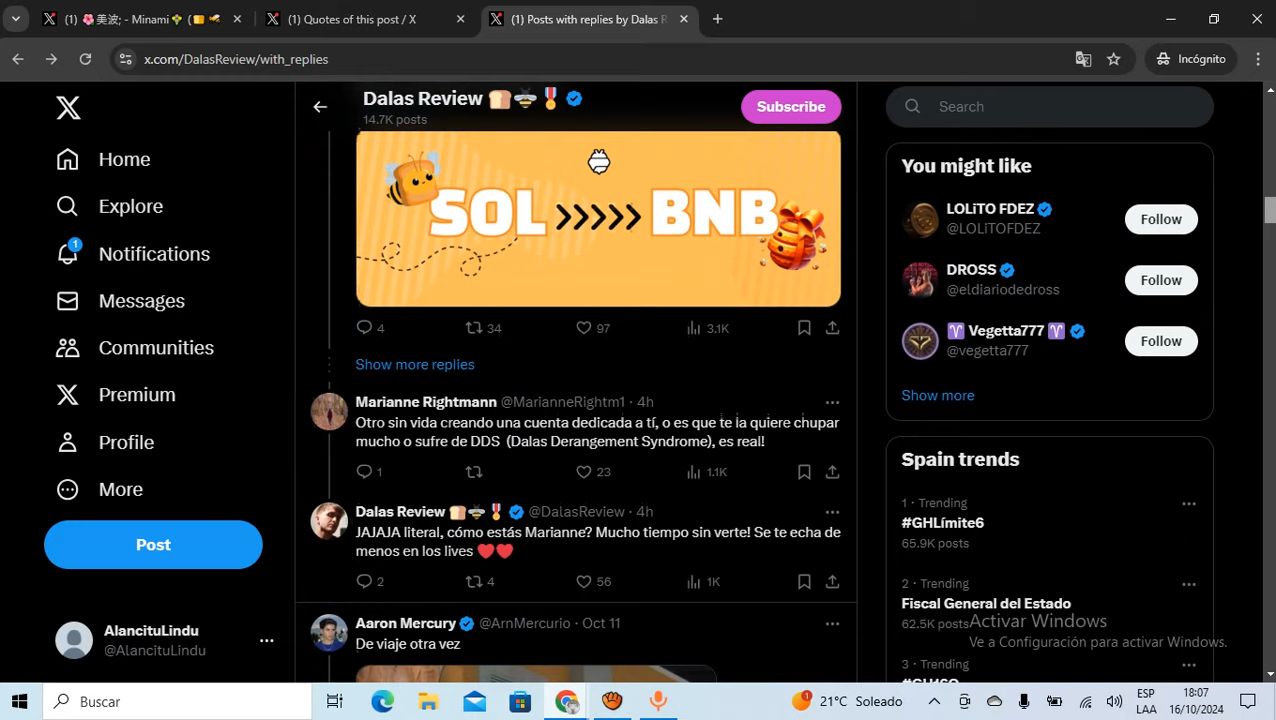 (1) 🌸美波🌸 - Minami
(1) Quotes of this post / X
(1) Posts with replies by Dalas R
x.com/DalasReview/with_replies
Incógnito
Dalas Review 🍞🐝🎖️
14.7K posts
Subscribe
Search
Home
Explore
1
Notifications
Messages
Communities
Premium
Profile
More
Post
AlancituLindu
@AlancituLindu
SOL >>>>> BNB
4 34 97 3.1K
Show more replies
Marianne Rightmann @MarianneRightm1 · 4h
Otro sin vida creando una cuenta dedicada a tí, o es que te la quiere chupar
mucho o sufre de DDS (Dalas Derangement Syndrome), es real!
1 23 1.1K
Dalas Review 🍞🐝🎖️ @DalasReview · 4h
JAJAJA literal, cómo estás Marianne? Mucho tiempo sin verte! Se te echa de
menos en los lives ❤️❤️
2 4 56 1K
Aaron Mercury @ArnMercurio · Oct 11
De viaje otra vez
You might like
LOLiTO FDEZ
@LOLiTOFDEZ
Follow
DROSS
@eldiariodedross
Follow
♈ Vegetta777 ♈
@vegetta777
Follow
Show more
Spain trends
1 · Trending
#GHLímite6
65.9K posts
2 · Trending
Fiscal General del Estado
62.5K posts
3 · Trending
Activar Windows
Ve a Configuración para activar Windows.
Buscar
1
21°C Soleado
ESP
LAA
18:07
16/10/2024